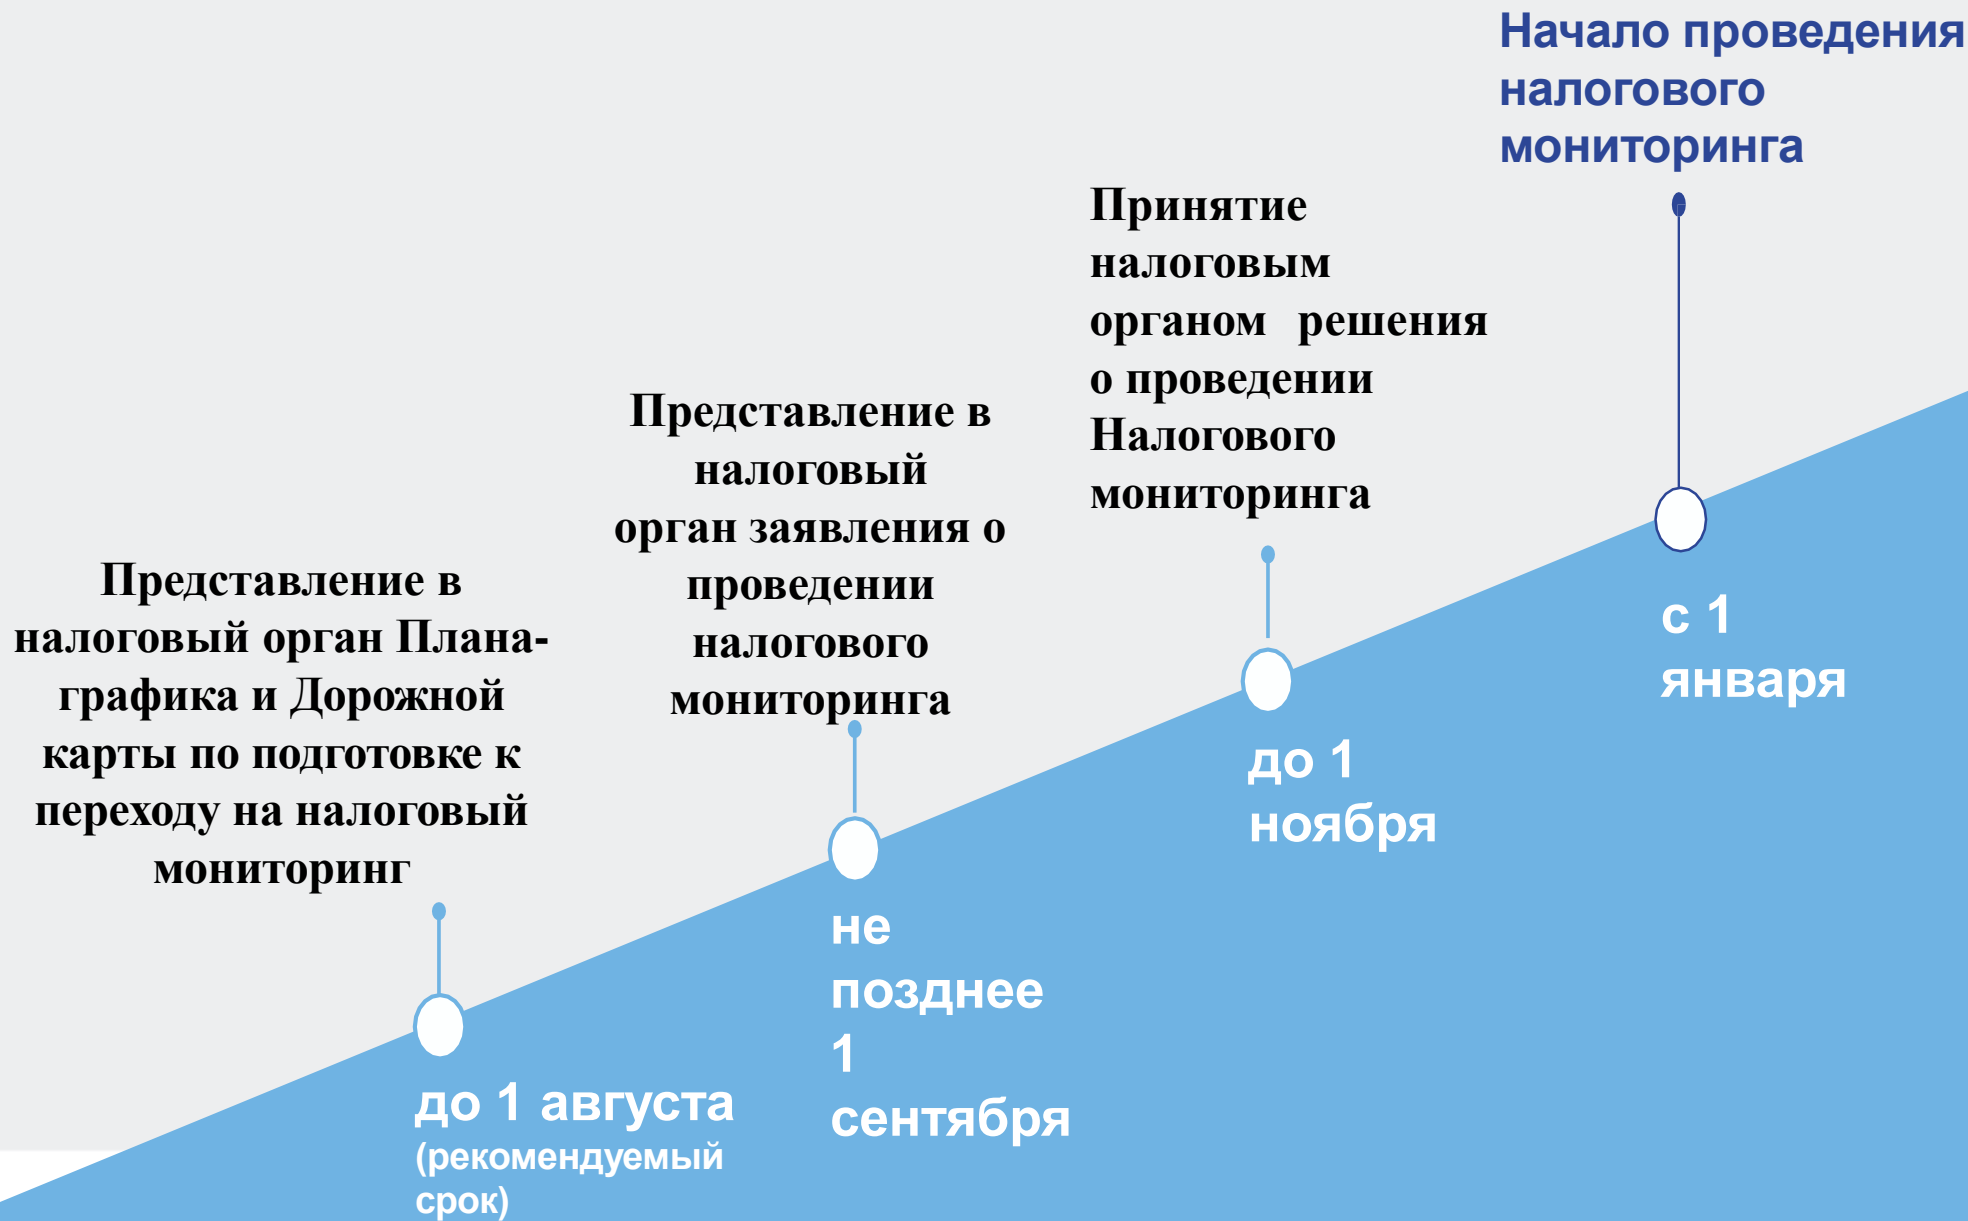 Начало проведения
налогового
мониторинга
Принятие
налоговым
органом решения
о проведении
Налогового
мониторинга
Представление в
налоговый
орган заявления о
проведении
налогового
мониторинга
Представление в
налоговый орган Плана-
графика и Дорожной
карты по подготовке к
переходу на налоговый
мониторинг
с 1
января
до 1
ноября
не
позднее
1
сентября
до 1 августа
(рекомендуемый
срок)